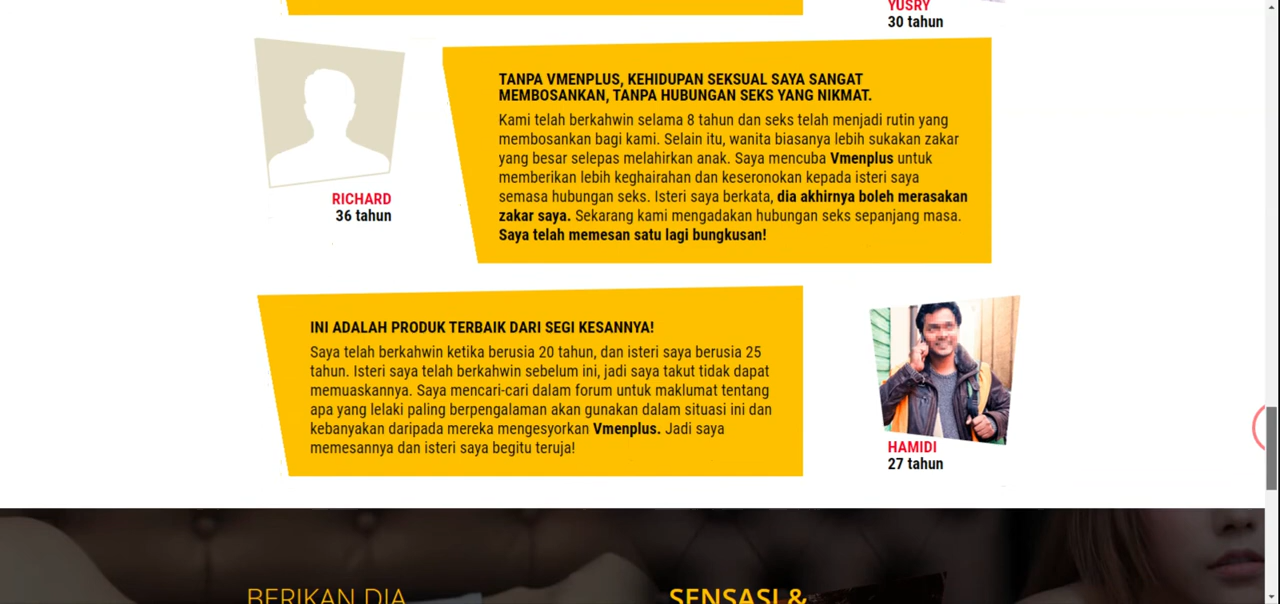 YUSRY
30 tahun
TANPA VMENPLUS, KEHIDUPAN SEKSUAL SAYA SANGAT
MEMBOSANKAN, TANPA HUBUNGAN SEKS YANG NIKMAT.
Kami telah berkahwin selama 8 tahun dan seks telah menjadi rutin yang
membosankan bagi kami. Selain itu, wanita biasanya lebih sukakan zakar
yang besar selepas melahirkan anak. Saya mencuba Vmenplus untuk
memberikan lebih keghairahan dan keseronokan kepada isteri saya
semasa hubungan seks. Isteri saya berkata, dia akhirnya boleh merasakan
zakar saya. Sekarang kami mengadakan hubungan seks sepanjang masa.
Saya telah memesan satu lagi bungkusan!
RICHARD
36 tahun
INI ADALAH PRODUK TERBAIK DARI SEGI KESANNYA!
Saya telah berkahwin ketika berusia 20 tahun, dan isteri saya berusia 25
tahun. Isteri saya telah berkahwin sebelum ini, jadi saya takut tidak dapat
memuaskannya. Saya mencari-cari dalam forum untuk maklumat tentang
apa yang lelaki paling berpengalaman akan gunakan dalam situasi ini dan
kebanyakan daripada mereka mengesyorkan Vmenplus. Jadi saya
memesannya dan isteri saya begitu teruja!
HAMIDI
27 tahun
BERIKAN DIA
SENSASI &